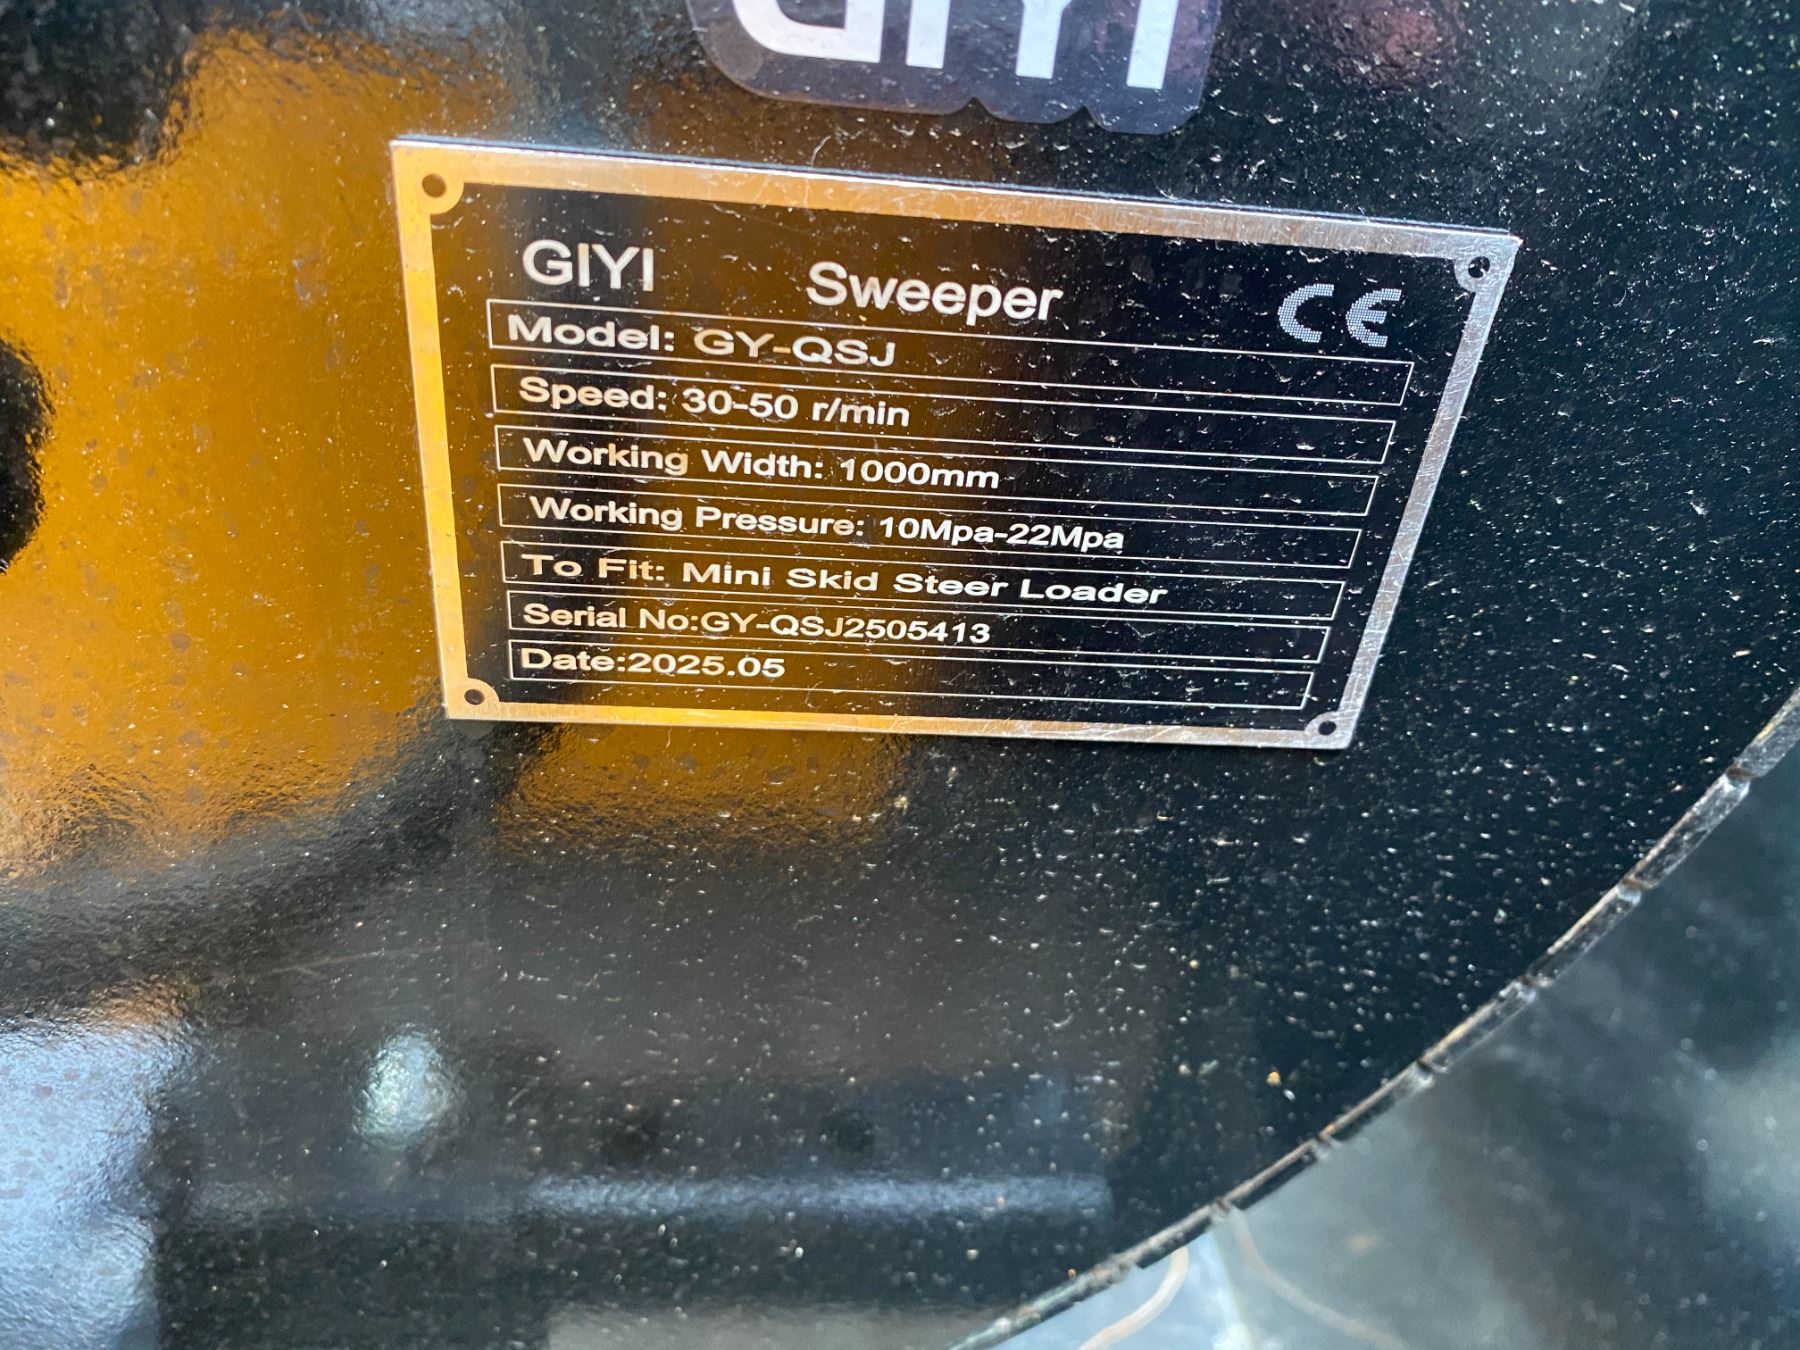 GIYI
GIYI Sweeper CE
Model: GY-QSJ
Speed: 30-50 r/min
Working Width: 1000mm
Working Pressure: 10Mpa-22Mpa
To Fit: Mini Skid Steer Loader
Serial No:GY-QSJ2505413
Date:2025.05